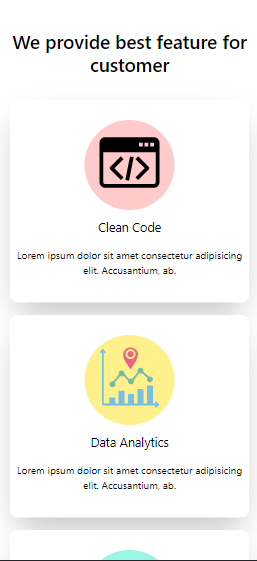 We provide best feature for
customer
Clean Code
Lorem ipsum dolor sit amet consectetur adipisicing
elit. Accusantium, ab.
Data Analytics
Lorem ipsum dolor sit amet consectetur adipisicing
elit. Accusantium, ab.